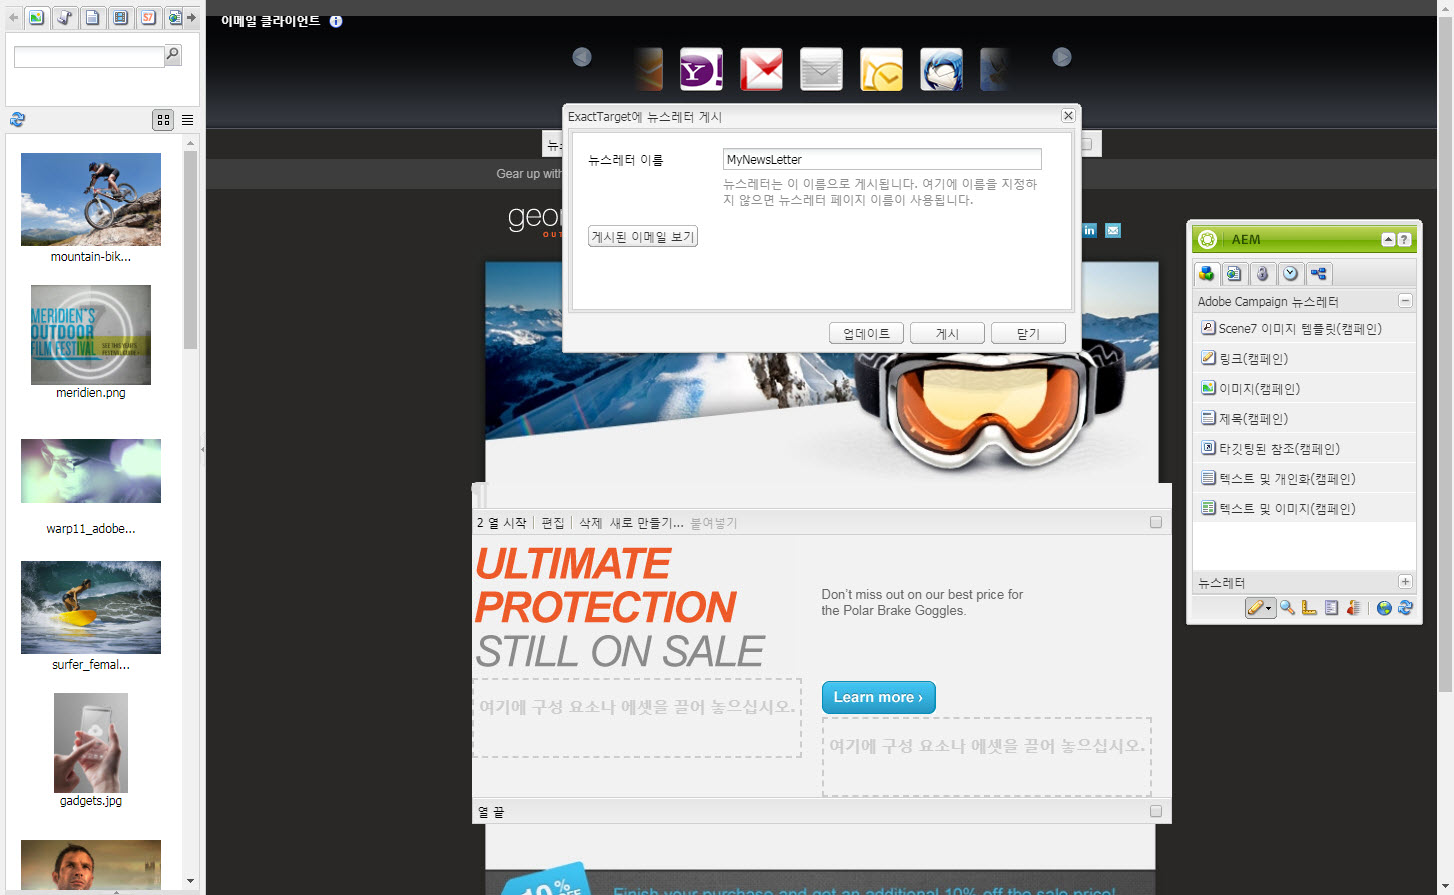 이메일 클라이언트
mountain-bik...
meridien.png
warp11_adobe...
surfer_femal...
gadgets.jpg
MERIDIEN'S
OUTDOOR
FILM FESTIVAL
ExactTarget에 뉴스레터 게시
뉴스레터 이름
MyNewsLetter
뉴스레터는 이 이름으로 게시됩니다. 여기에 이름을 지정하
지 않으면 뉴스레터 페이지 이름이 사용됩니다.
게시된 이메일 보기
업데이트 게시 닫기
Gear up with
geo
OUT
2 열 시작 편집 삭제 새로 만들기... 붙여넣기
ULTIMATE
PROTECTION
STILL ON SALE
Don't miss out on our best price for
the Polar Brake Goggles.
Learn more ›
여기에 구성 요소나 에셋을 끌어 놓으십시오.
여기에 구성 요소나 에셋을 끌어 놓으십시오.
열 끝
Finish your purchase and get an additional 10% off the sale price!
AEM
Adobe Campaign 뉴스레터
Scene7 이미지 템플릿(캠페인)
링크(캠페인)
이미지(캠페인)
제목(캠페인)
타깃팅된 참조(캠페인)
텍스트 및 개인화(캠페인)
텍스트 및 이미지(캠페인)
뉴스레터